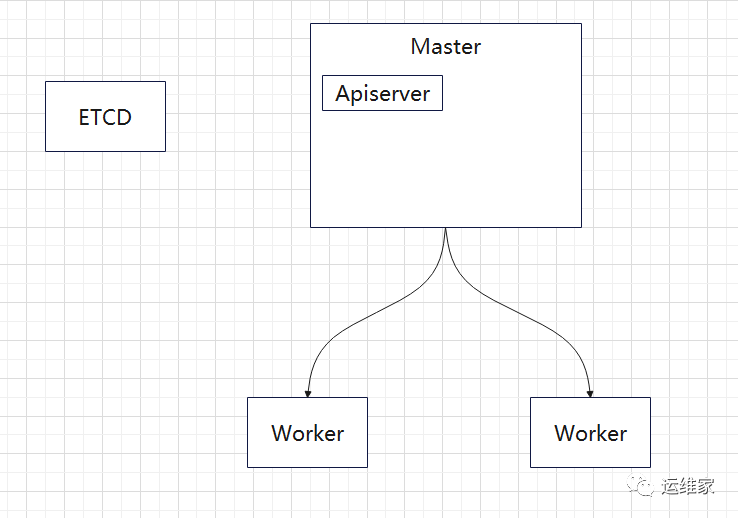 Master
Apiserver
ETCD
Worker
Worker
运维家